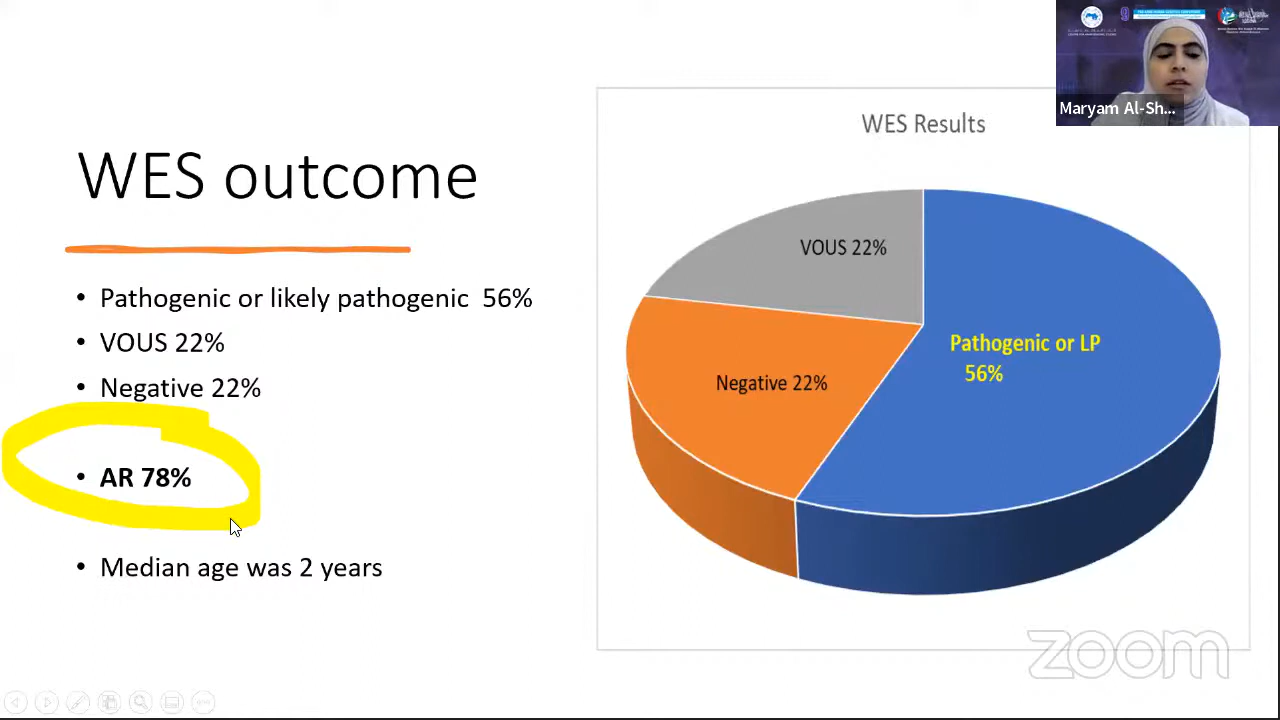 WES outcome
Pathogenic or likely pathogenic 56%
VOUS 22%
Negative 22%
AR 78%
Median age was 2 years
WES Results
VOUS 22%
Pathogenic or LP
56%
Negative 22%
Maryam Al-Sh...
zoom